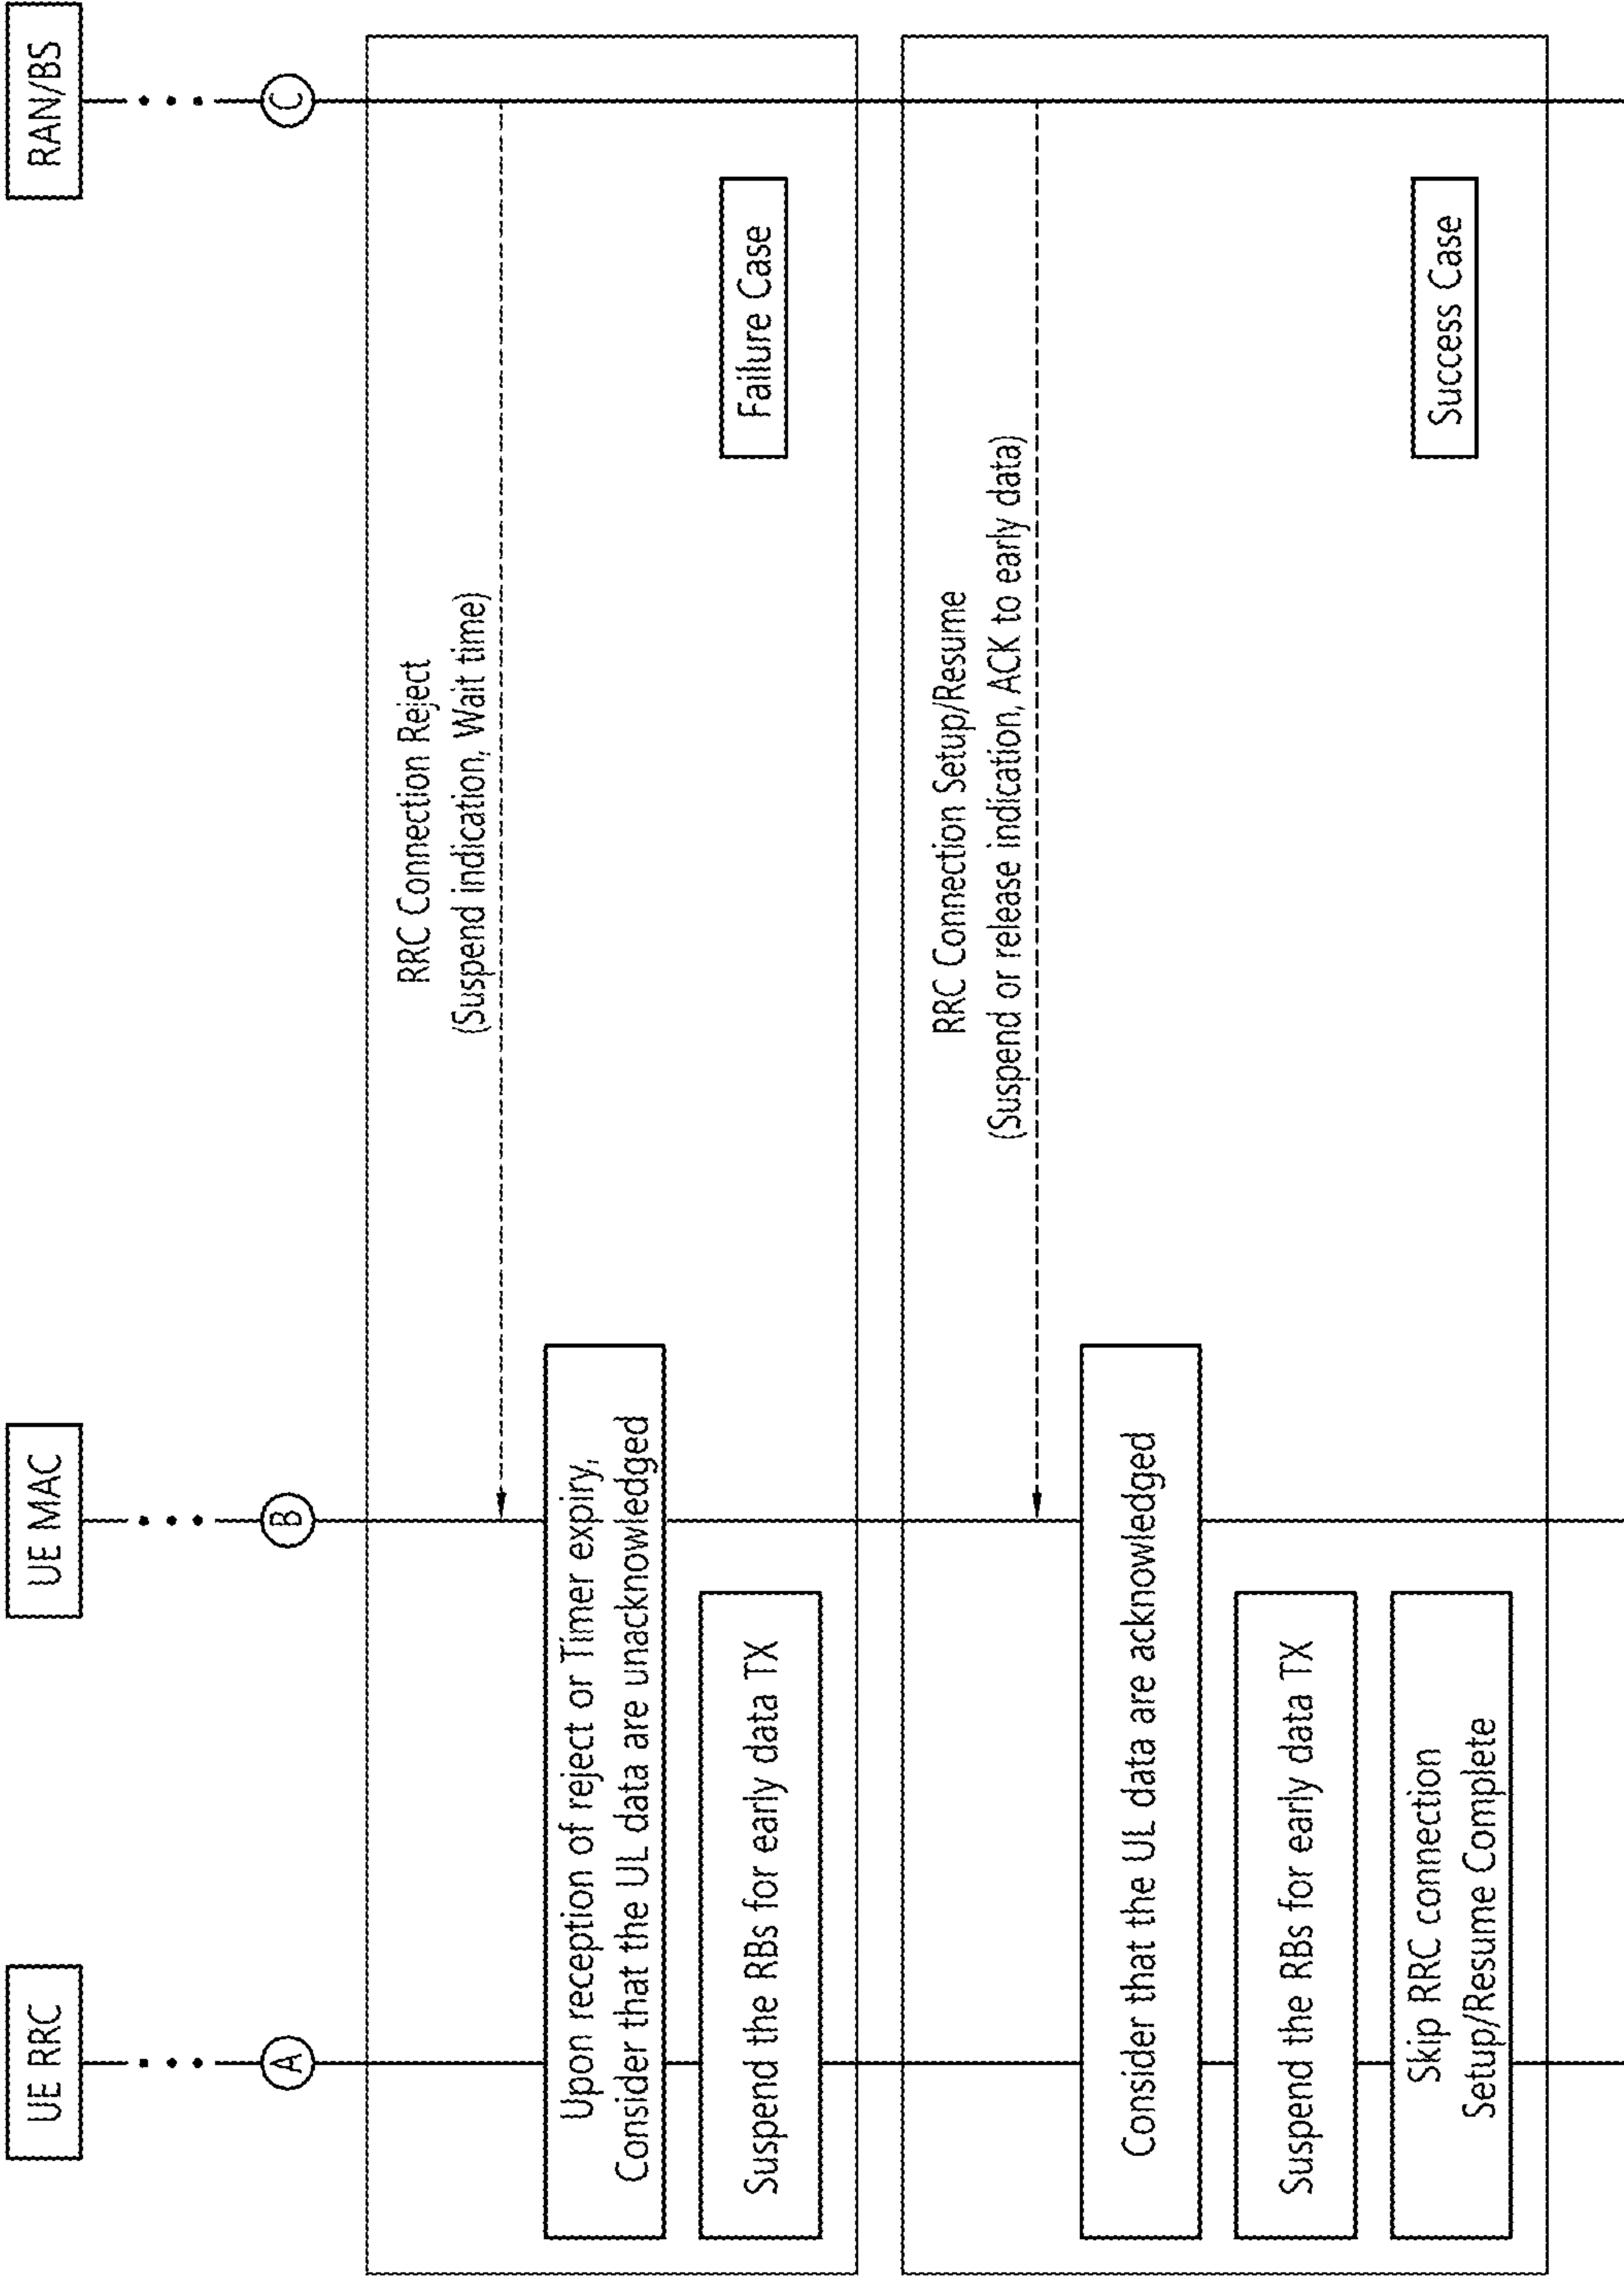 UE RRC
UE MAC
RAN/BS
A
B
C
RRC Connection Reject
(Suspend indication, Wait time)
Upon reception of reject or Timer expiry,
Consider that the UL data are unacknowledged
Suspend the RBs for early data TX
Failure Case
RRC Connection Setup/Resume
(Suspend or release indication, ACK to early data)
Consider that the UL data are acknowledged
Suspend the RBs for early data TX
Skip RRC connection
Setup/Resume Complete
Success Case